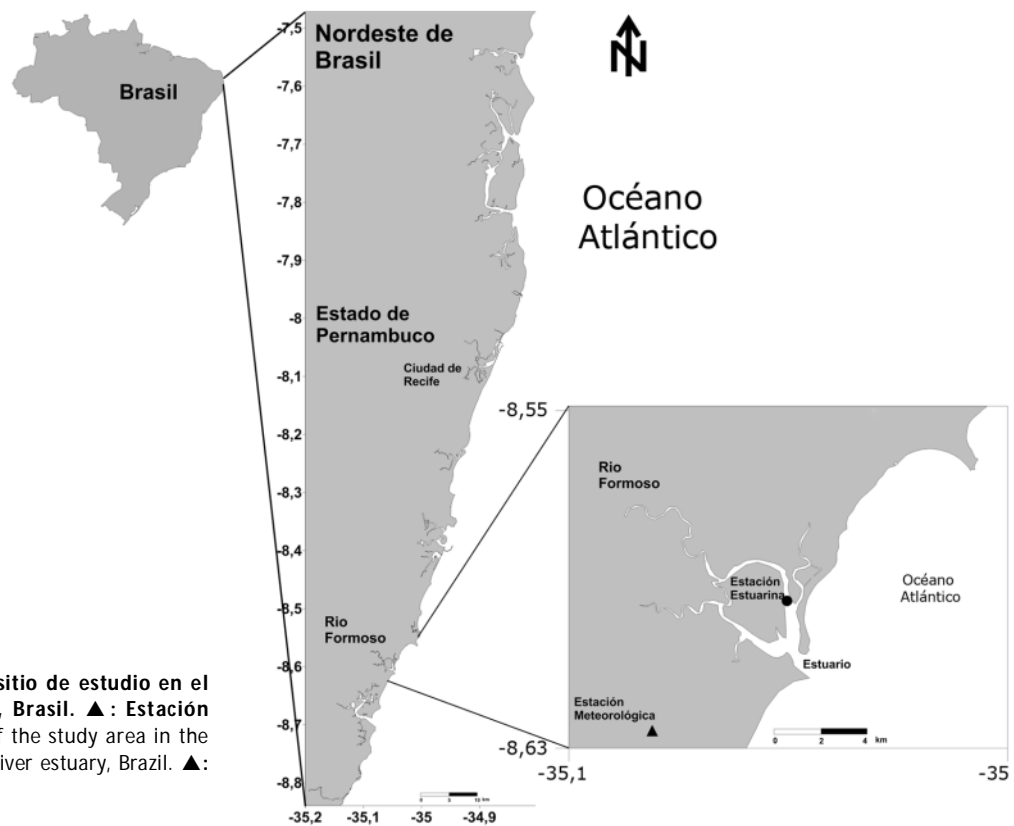 Brasil
Nordeste de
Brasil
N
Océano
Atlántico
Estado de
Pernambuco
Ciudad de
Recife
Rio
Formoso
-7,5
-7,6
-7,7
-7,8
-7,9
-8
-8,1
-8,2
-8,3
-8,4
-8,5
-8,6
-8,7
-8,8
-35,2
-35,1
-35
-34,9
0 5 10 km
-8,55
-8,63
-35,1
-35
Rio
Formoso
Estación
Estuarina
Océano
Atlántico
Estuario
Estación
Meteorológica
0 2 4 km
sitio de estudio en el
, Brasil. ▲: Estación
f the study area in the
iver estuary, Brazil. ▲: